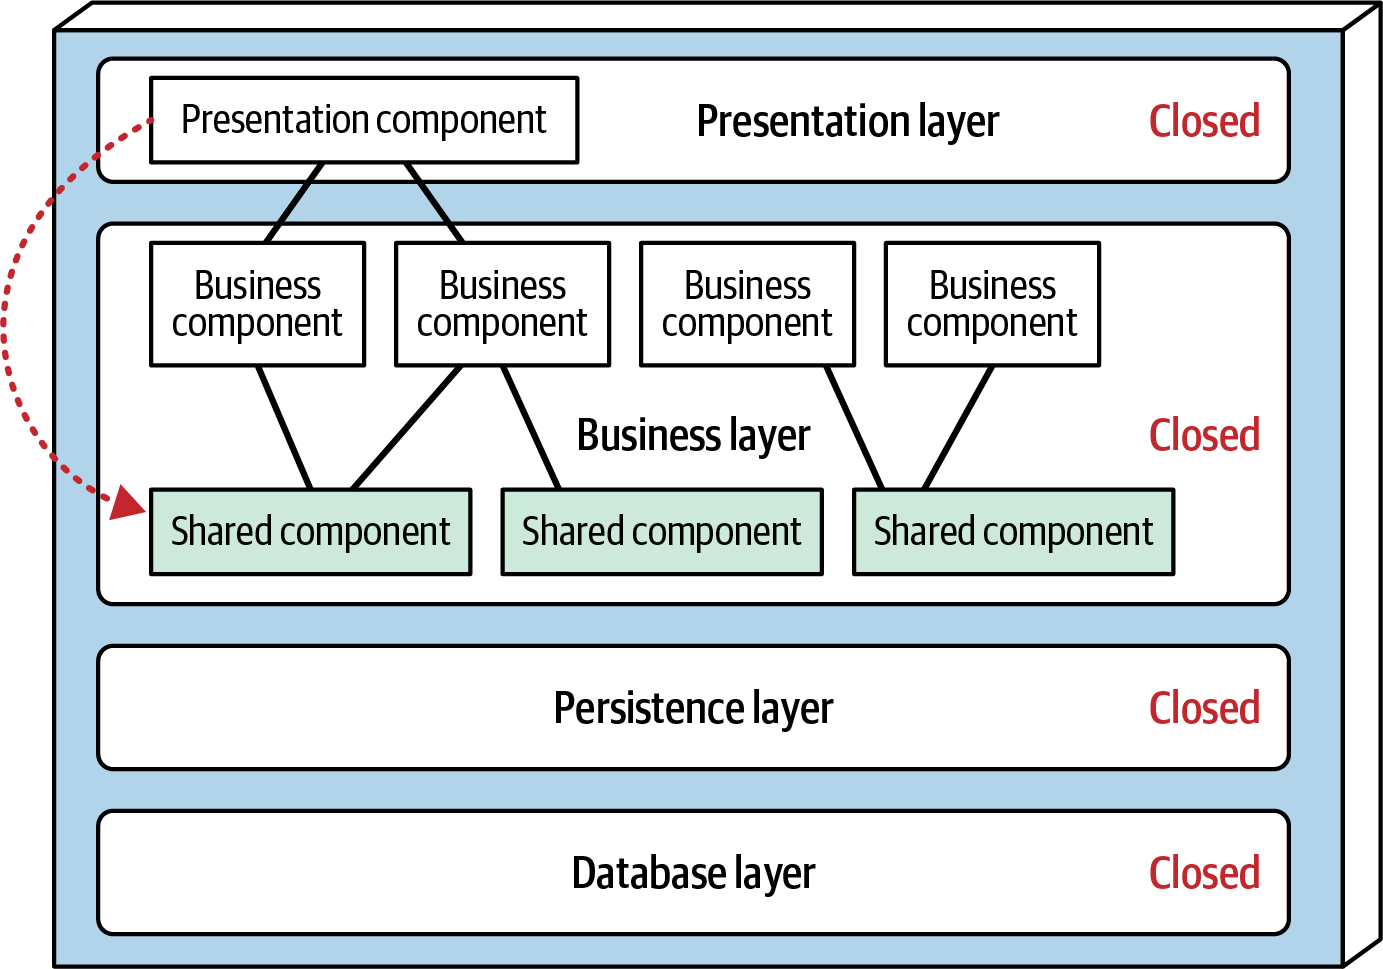 Presentation component
Presentation layer
Closed
Business
component
Business
component
Business
component
Business
component
Business layer
Closed
Shared component
Shared component
Shared component
Persistence layer
Closed
Database layer
Closed